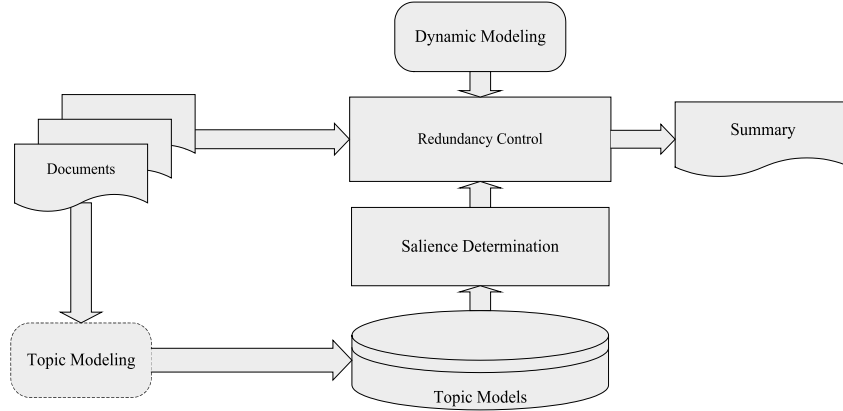 Dynamic Modeling
Redundancy Control
Summary
Documents
Salience Determination
Topic Modeling
Topic Models